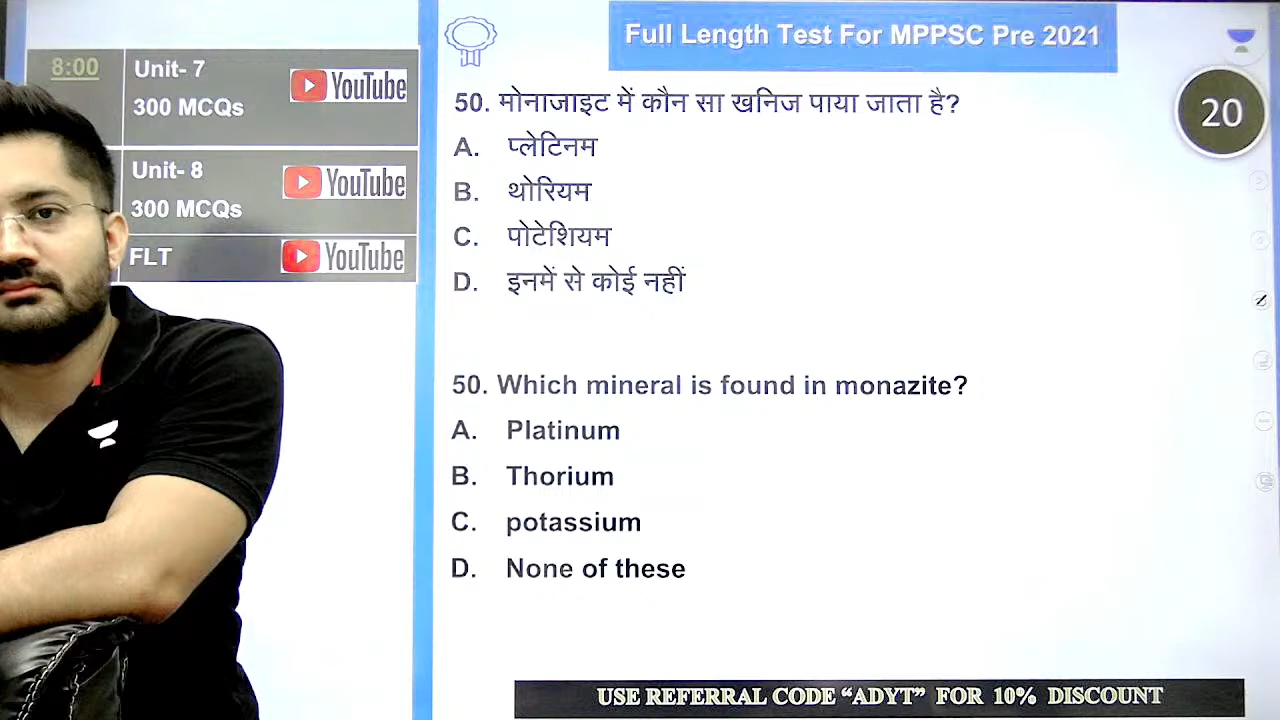 8:00
Unit- 7
300 MCQs
YouTube
Unit- 8
300 MCQs
YouTube
FLT
YouTube
Full Length Test For MPPSC Pre 2021
20
50. मोनाजाइट में कौन सा खनिज पाया जाता है?
A. प्लेटिनम
B. थोरियम
C. पोटेशियम
D. इनमें से कोई नहीं
50. Which mineral is found in monazite?
A. Platinum
B. Thorium
C. potassium
D. None of these
USE REFERRAL CODE “ADYT” FOR 10% DISCOUNT